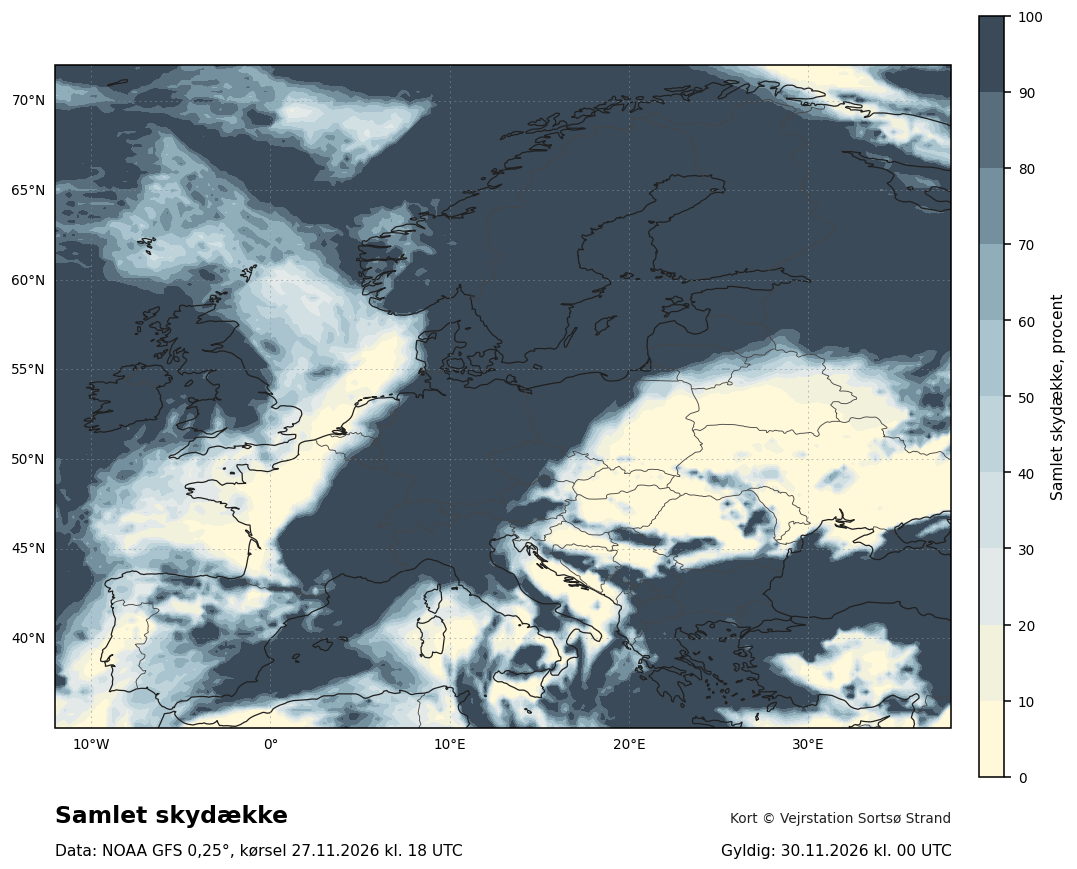 70°N
65°N
60°N
55°N
50°N
45°N
40°N
10°W
0°
10°E
20°E
30°E
100
90
80
70
60
50
40
30
20
10
0
Samlet skydække, procent
Samlet skydække
Kort © Vejrstation Sortsø Strand
Data: NOAA GFS 0,25°, kørsel 27.11.2026 kl. 18 UTC
Gyldig: 30.11.2026 kl. 00 UTC